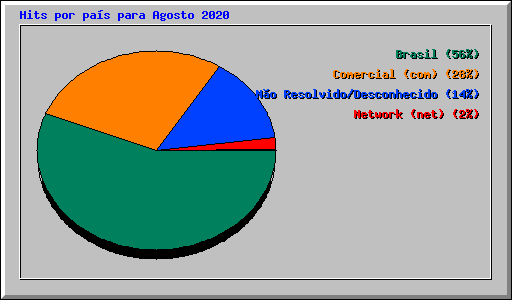 Hits por país para Agosto 2020
Brasil (56%)
Comercial (com) (28%)
Não Resolvido/Desconhecido (14%)
Network (net) (2%)